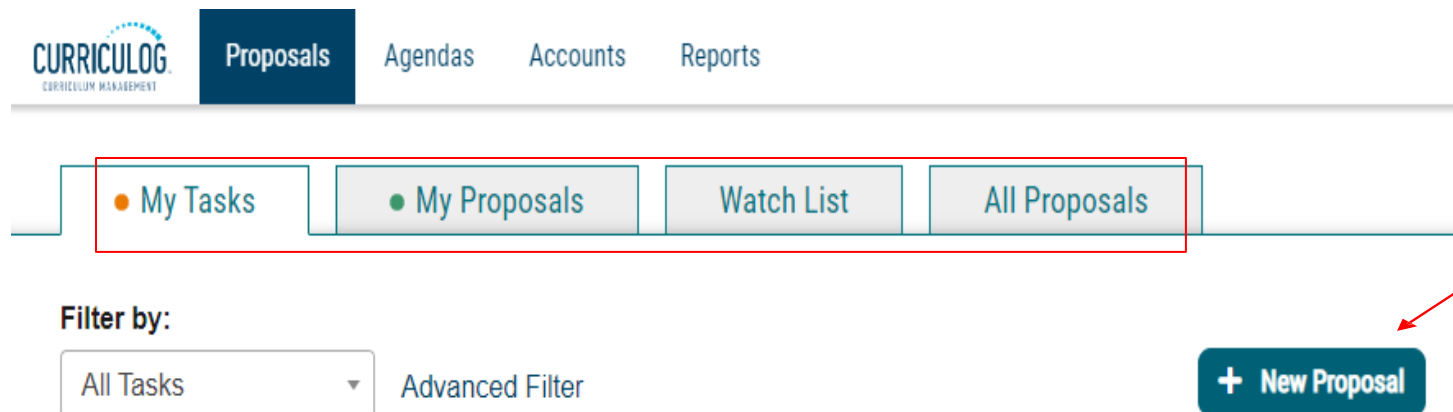 CURRICULOG
CURRICULUM MANAGEMENT
Proposals Agendas Accounts Reports
My Tasks My Proposals Watch List All Proposals
Filter by:
All Tasks Advanced Filter + New Proposal